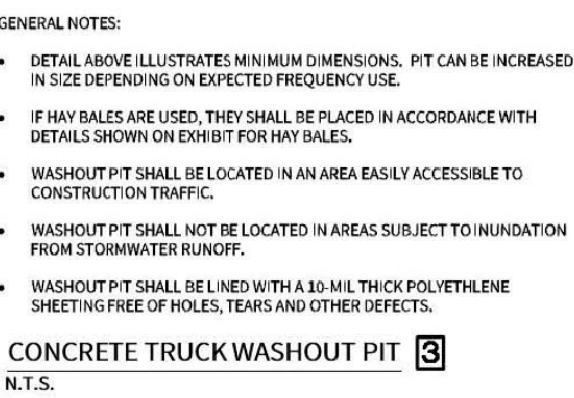 GENERAL NOTES:
• DETAIL ABOVE ILLUSTRATES MINIMUM DIMENSIONS. PIT CAN BE INCREASED
IN SIZE DEPENDING ON EXPECTED FREQUENCY USE.
• IF HAY BALES ARE USED, THEY SHALL BE PLACED IN ACCORDANCE WITH
DETAILS SHOWN ON EXHIBIT FOR HAY BALES.
• WASHOUT PIT SHALL BE LOCATED IN AN AREA EASILY ACCESSIBLE TO
CONSTRUCTION TRAFFIC.
• WASHOUT PIT SHALL NOT BE LOCATED IN AREAS SUBJECT TO INUNDATION
FROM STORMWATER RUNOFF.
• WASHOUT PIT SHALL BE LINED WITH A 10-MIL THICK POLYETHLENE
SHEETING FREE OF HOLES, TEARS AND OTHER DEFECTS.
CONCRETE TRUCK WASHOUT PIT 3
N.T.S.